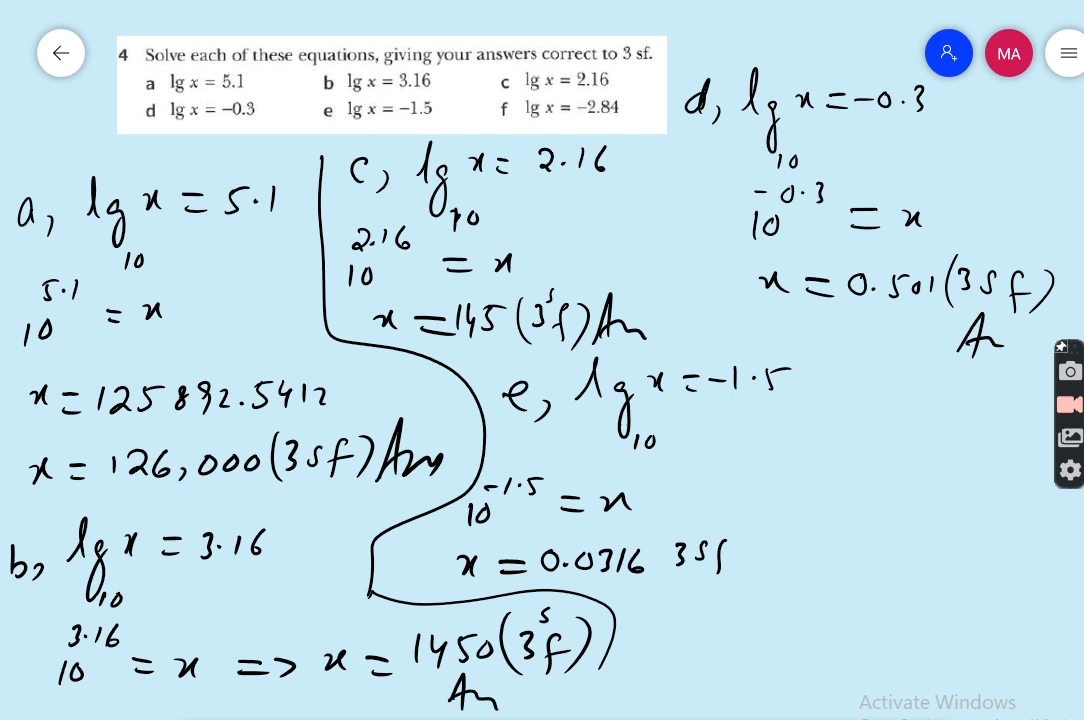 4 Solve each of these equations, giving your answers correct to 3 sf.
a lg x = 5.1 b lg x = 3.16 c lg x = 2.16
d lg x = −0.3 e lg x = −1.5 f lg x = −2.84
MA
a, lg₁₀ x = 5.1
10^5.1 = x
x = 125892.5412
x = 126,000 (3sf) Ans
b, lg₁₀ x = 3.16
10^3.16 = x => x = 1450 (3sf)
An
c, lg₁₀ x = 2.16
10^2.16 = x
x = 145 (3sf) An
d, lg₁₀ x = -0.3
10^-0.3 = x
x = 0.501 (3sf)
A
e, lg₁₀ x = -1.5
10^-1.5 = x
x = 0.0316 3sf
Activate Windows